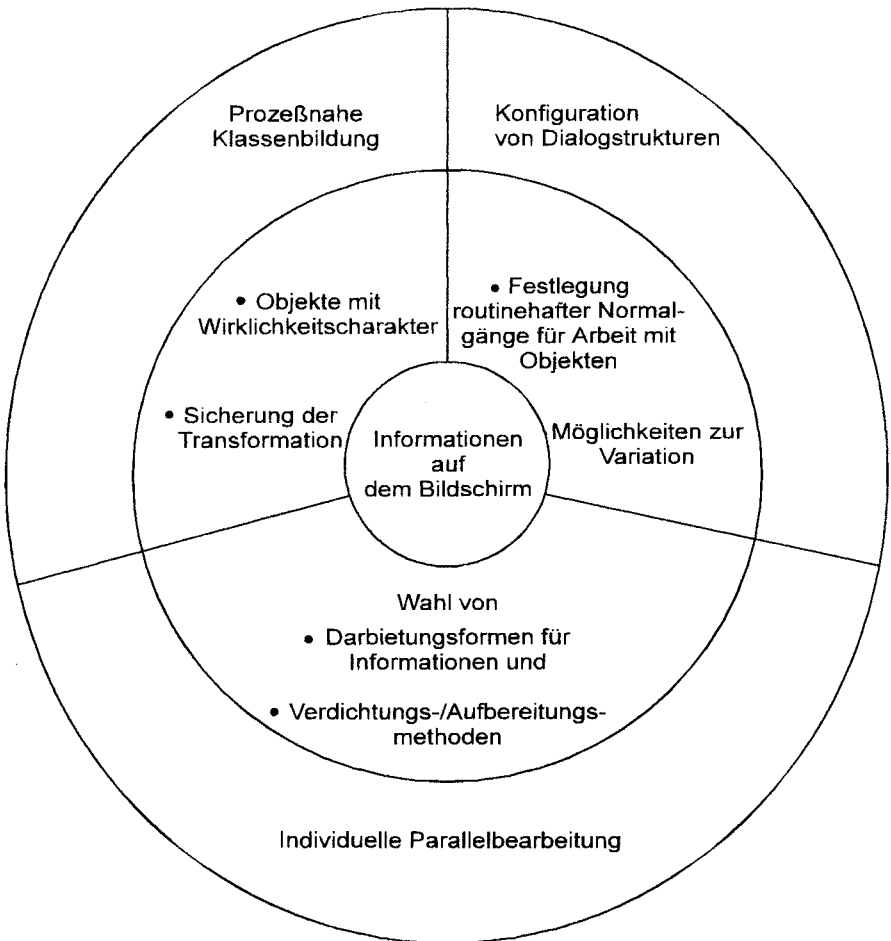 Prozeßnahe
Klassenbildung
Konfiguration
von Dialogstrukturen
• Objekte mit
Wirklichkeitscharakter
• Sicherung der
Transformation
• Festlegung
routinehafter Normal-
gänge für Arbeit mit
Objekten
• Möglichkeiten zur
Variation
Informationen
auf
dem Bildschirm
Wahl von
• Darbietungsformen für
Informationen und
• Verdichtungs-/Aufbereitungs-
methoden
Individuelle Parallelbearbeitung